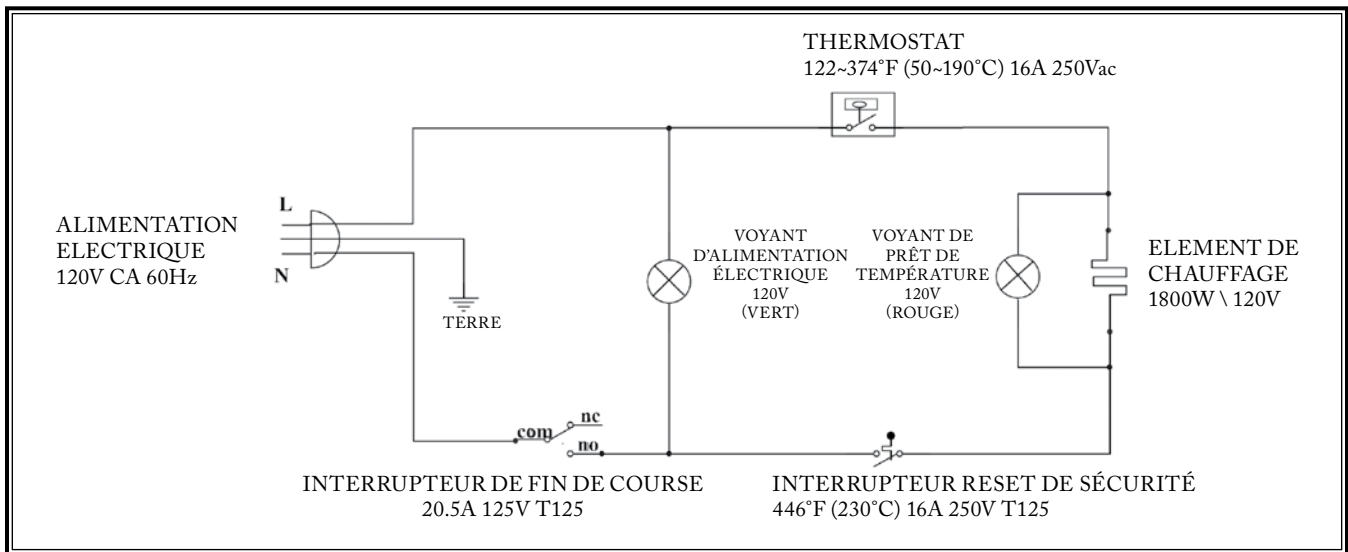 THERMOSTAT
122~374°F (50~190°C) 16A 250Vac
L
ALIMENTATION
ELECTRIQUE
120V CA 60Hz
N
TERRE
VOYANT
D'ALIMENTATION
ÉLECTRIQUE
120V
(VERT)
VOYANT DE
PRÊT DE
TEMPÉRATURE
120V
(ROUGE)
ELEMENT DE
CHAUFFAGE
1800W \ 120V
nc
com
no
INTERRUPTEUR DE FIN DE COURSE
20.5A 125V T125
INTERRUPTEUR RESET DE SÉCURITÉ
446°F (230°C) 16A 250V T125